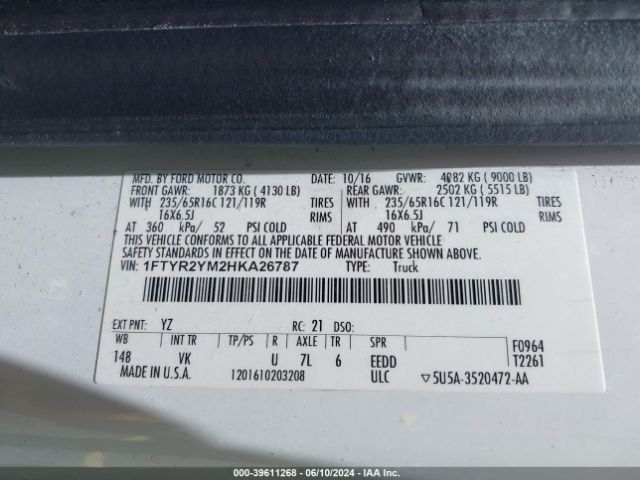 MFD. BY FORD MOTOR CO. DATE: 10/16 GVWR: 4082 KG ( 9000 LB)
FRONT GAWR: 1873 KG ( 4130 LB) REAR GAWR: 2502 KG ( 5515 LB)
WITH 235/65R16C 121/119R TIRES WITH 235/65R16C 121/119R TIRES
16X6.5J RIMS 16X6.5J RIMS
AT 360 kPa/ 52 PSI COLD AT 490 kPa/ 71 PSI COLD
THIS VEHICLE CONFORMS TO ALL APPLICABLE FEDERAL MOTOR VEHICLE
SAFETY STANDARDS IN EFFECT ON THE DATE OF MANUFACTURE SHOWN ABOVE.
VIN: 1FTYR2YM2HKA26787 TYPE: Truck
EXT PNT: YZ RC: 21 DSO:
WB INT TR TP/PS R AXLE TR SPR F0964
148 VK U 7L 6 EEDD T2261
MADE IN U.S.A. 1201610203208 ULC ▽5U5A-3520472-AA
000-39611268 - 06/10/2024 - IAA Inc.